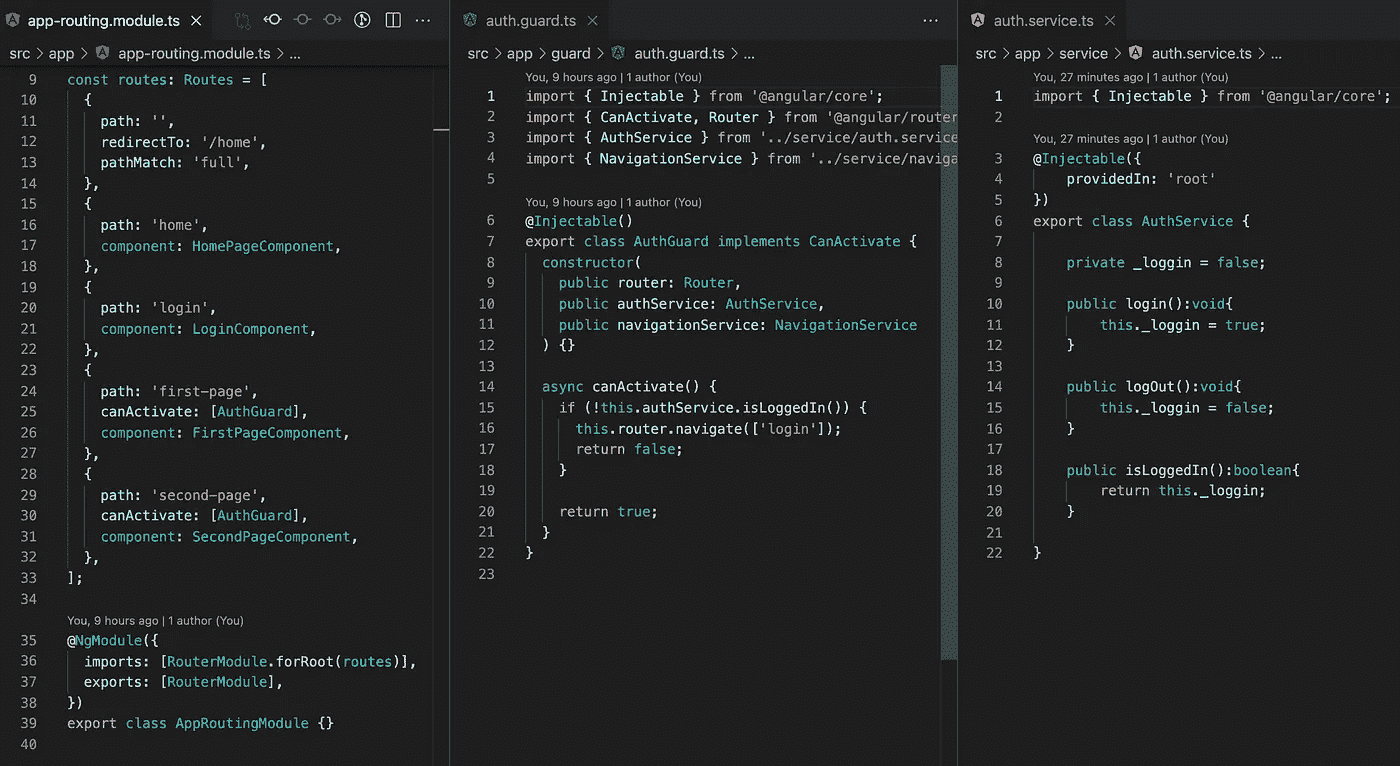 app-routing.module.ts
src > app > app-routing.module.ts > ...
9 const routes: Routes = [
10 {
11 path: '',
12 redirectTo: '/home',
13 pathMatch: 'full',
14 },
15 {
16 path: 'home',
17 component: HomePageComponent,
18 },
19 {
20 path: 'login',
21 component: LoginComponent,
22 },
23 {
24 path: 'first-page',
25 canActivate: [AuthGuard],
26 component: FirstPageComponent,
27 },
28 {
29 path: 'second-page',
30 canActivate: [AuthGuard],
31 component: SecondPageComponent,
32 },
33 ];
34
You, 9 hours ago | 1 author (You)
35 @NgModule({
36 imports: [RouterModule.forRoot(routes)],
37 exports: [RouterModule],
38 })
39 export class AppRoutingModule {}
40
auth.guard.ts
src > app > guard > auth.guard.ts > ...
You, 9 hours ago | 1 author (You)
1 import { Injectable } from '@angular/core';
2 import { CanActivate, Router } from '@angular/router
3 import { AuthService } from '../service/auth.service
4 import { NavigationService } from '../service/naviga
5
You, 9 hours ago | 1 author (You)
6 @Injectable()
7 export class AuthGuard implements CanActivate {
8 constructor(
9 public router: Router,
10 public authService: AuthService,
11 public navigationService: NavigationService
12 ) {}
13
14 async canActivate() {
15 if (!this.authService.isLoggedIn()) {
16 this.router.navigate(['login']);
17 return false;
18 }
19
20 return true;
21 }
22 }
23
auth.service.ts
src > app > service > auth.service.ts > ...
You, 27 minutes ago | 1 author (You)
1 import { Injectable } from '@angular/core';
2
You, 27 minutes ago | 1 author (You)
3 @Injectable({
4 providedIn: 'root'
5 })
6 export class AuthService {
7
8 private _loggin = false;
9
10 public login():void{
11 this._loggin = true;
12 }
13
14 public logOut():void{
15 this._loggin = false;
16 }
17
18 public isLoggedIn():boolean{
19 return this._loggin;
20 }
21
22 }